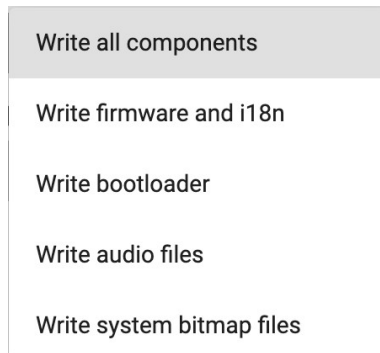 Write all components
Write firmware and i18n
Write bootloader
Write audio files
Write system bitmap files